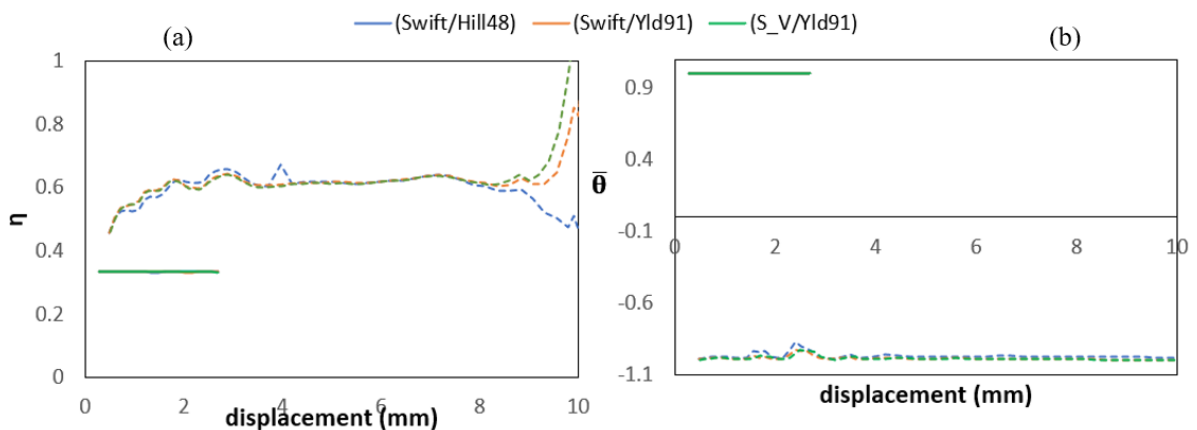 (Swift/Hill48) (Swift/Yld91) (S_V/Yld91)
(a)
1
0.8
0.6
0.4
0.2
0
η
0 2 4 6 8 10
displacement (mm)
(b)
0.9
0.4
-0.1
-0.6
-1.1
θ̅
0 2 4 6 8 10
displacement (mm)